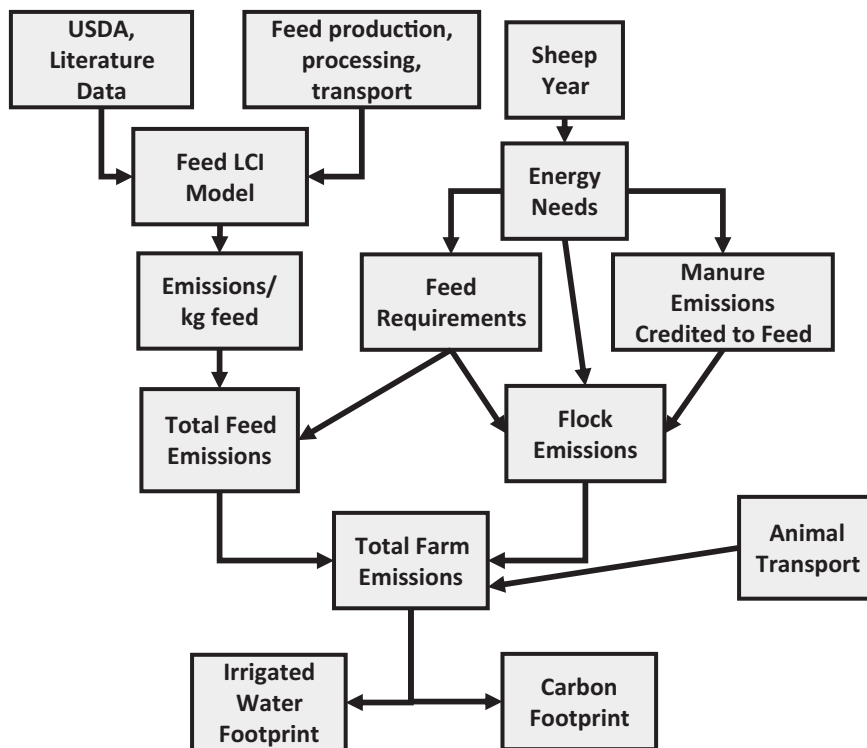 USDA,
Literature
Data
Feed production,
processing,
transport
Sheep
Year
Feed LCI
Model
Energy
Needs
Emissions/
kg feed
Feed
Requirements
Manure
Emissions
Credited to Feed
Total Feed
Emissions
Flock
Emissions
Total Farm
Emissions
Animal
Transport
Irrigated
Water
Footprint
Carbon
Footprint